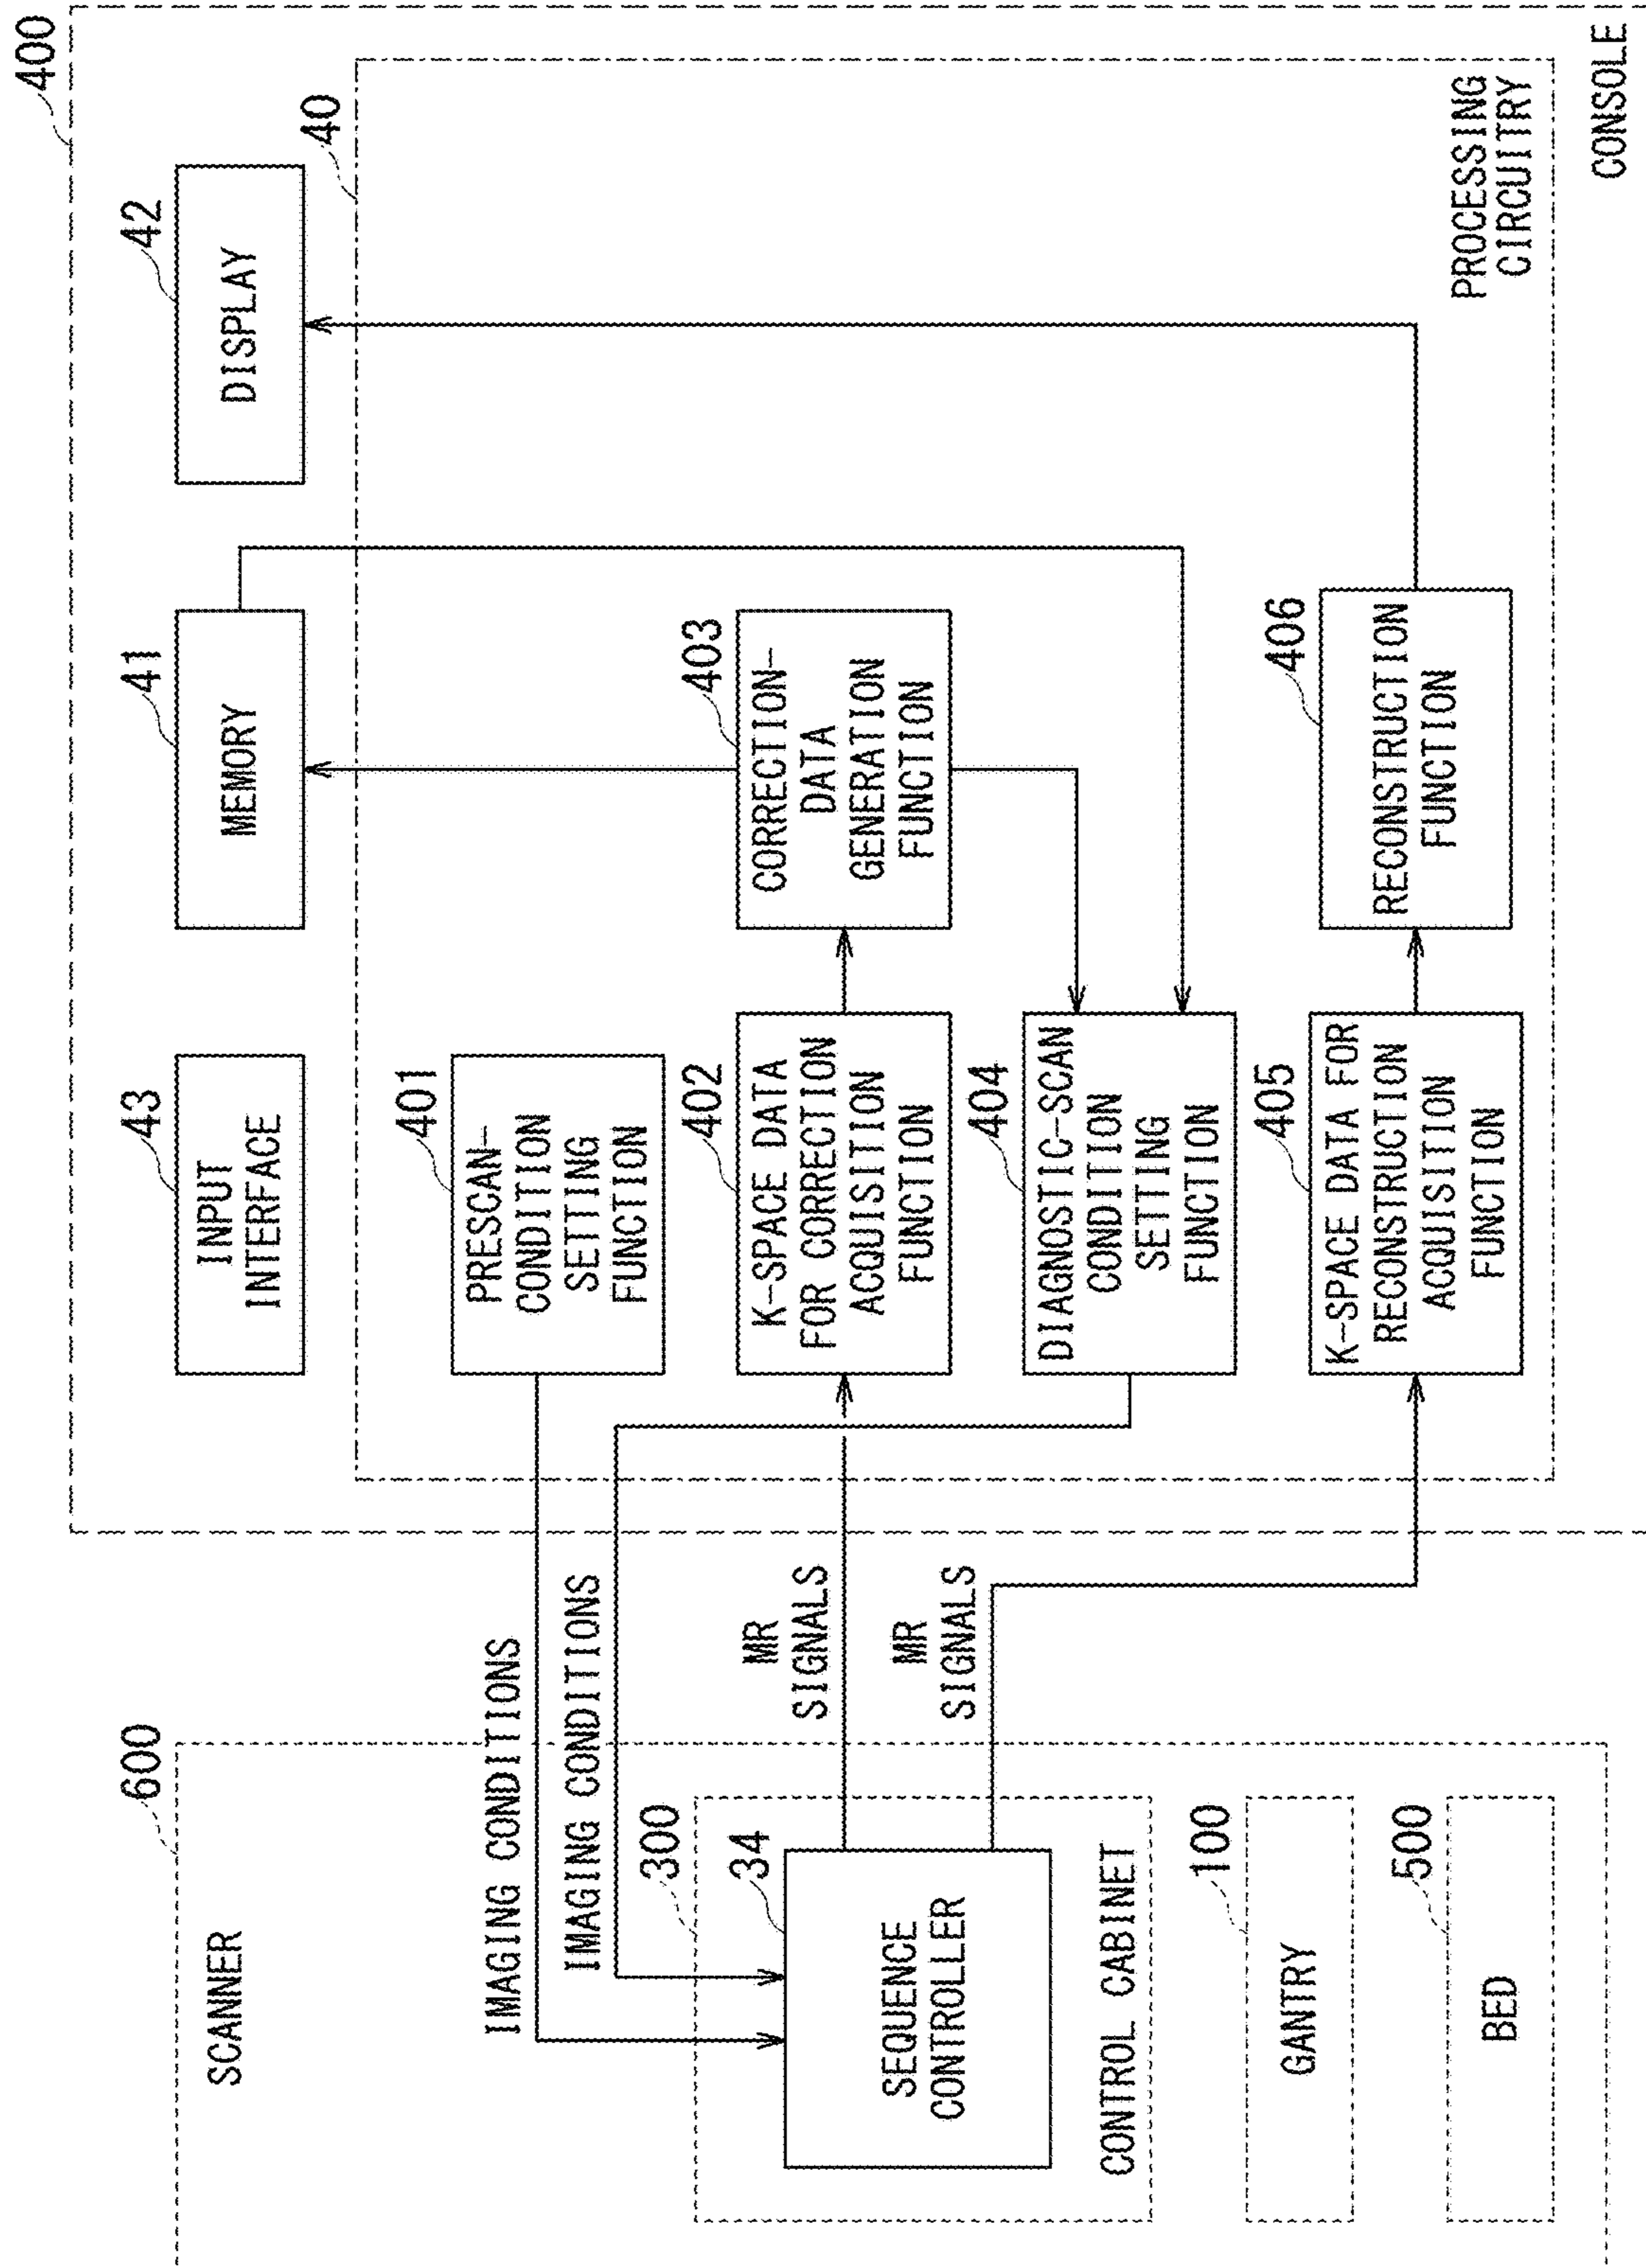 400
600
SCANNER
43
INPUT
INTERFACE
41
MEMORY
42
DISPLAY
40
IMAGING CONDITIONS
401
PRESCAN-
CONDITION
SETTING
FUNCTION
IMAGING CONDITIONS
300
34
SEQUENCE
CONTROLLER
CONTROL CABINET
MR
SIGNALS
402
K-SPACE DATA
FOR CORRECTION
ACQUISITION
FUNCTION
403
CORRECTION-
DATA
GENERATION
FUNCTION
MR
SIGNALS
404
DIAGNOSTIC-SCAN
CONDITION
SETTING
FUNCTION
100
GANTRY
405
K-SPACE DATA FOR
RECONSTRUCTION
ACQUISITION
FUNCTION
406
RECONSTRUCTION
FUNCTION
500
BED
PROCESSING
CIRCUITRY
CONSOLE